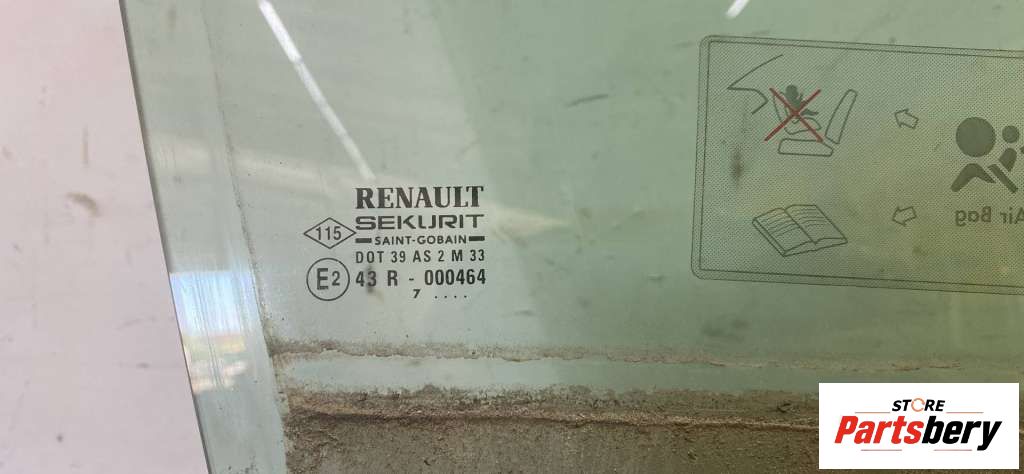 RENAULT
115
SEKURIT
SAINT-GOBAIN
DOT 39 AS 2 M 33
E2
43 R - 000464
7 ....
Air Bag
STORE
Partsbery